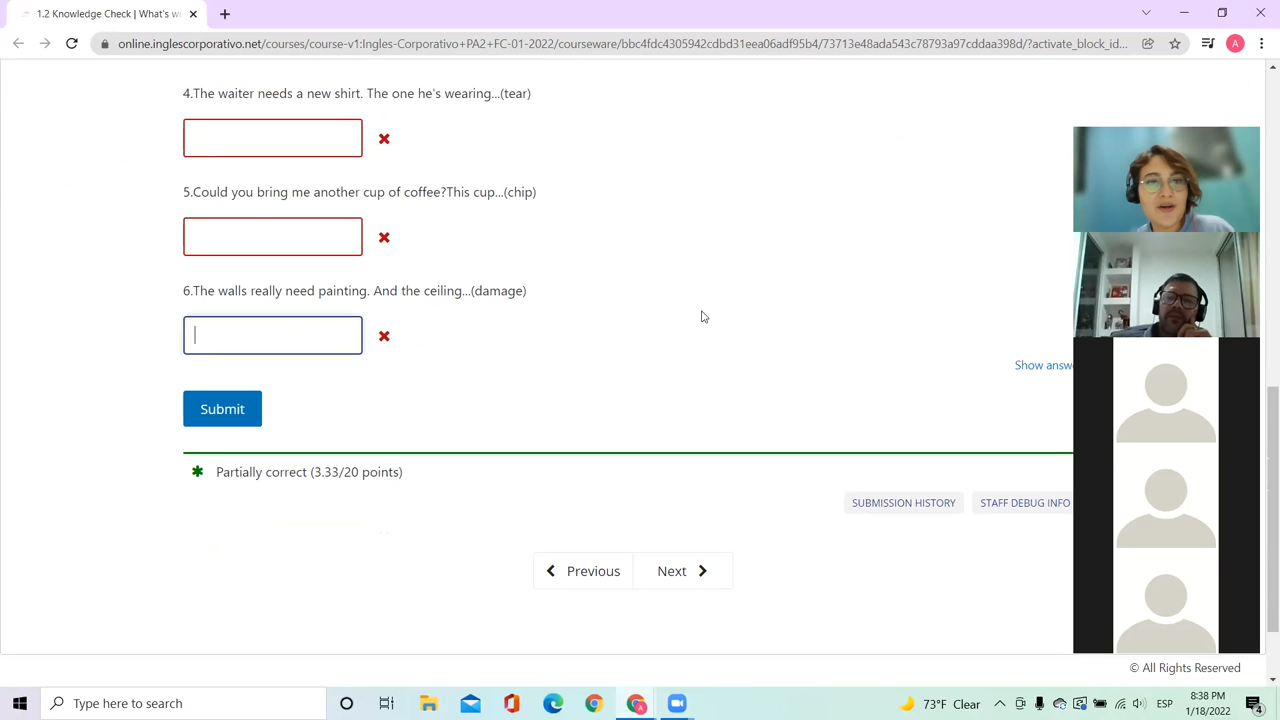 1.2 Knowledge Check | What's w
online.inglescorporativo.net/courses/course-v1:Ingles-Corporativo+PA2+FC-01-2022/courseware/bbc4fdc4305942cdbd31eea06adf95b4/73713e48ada543c78793a97cddaa398d/?activate_block_id...
A
4.The waiter needs a new shirt. The one he's wearing...(tear)
5.Could you bring me another cup of coffee?This cup...(chip)
6.The walls really need painting. And the ceiling...(damage)
Show answ
Submit
Partially correct (3.33/20 points)
SUBMISSION HISTORY
STAFF DEBUG INFO
Previous
Next
© All Rights Reserved
Type here to search
A
73°F Clear
ESP
8:38 PM
1/18/2022
4